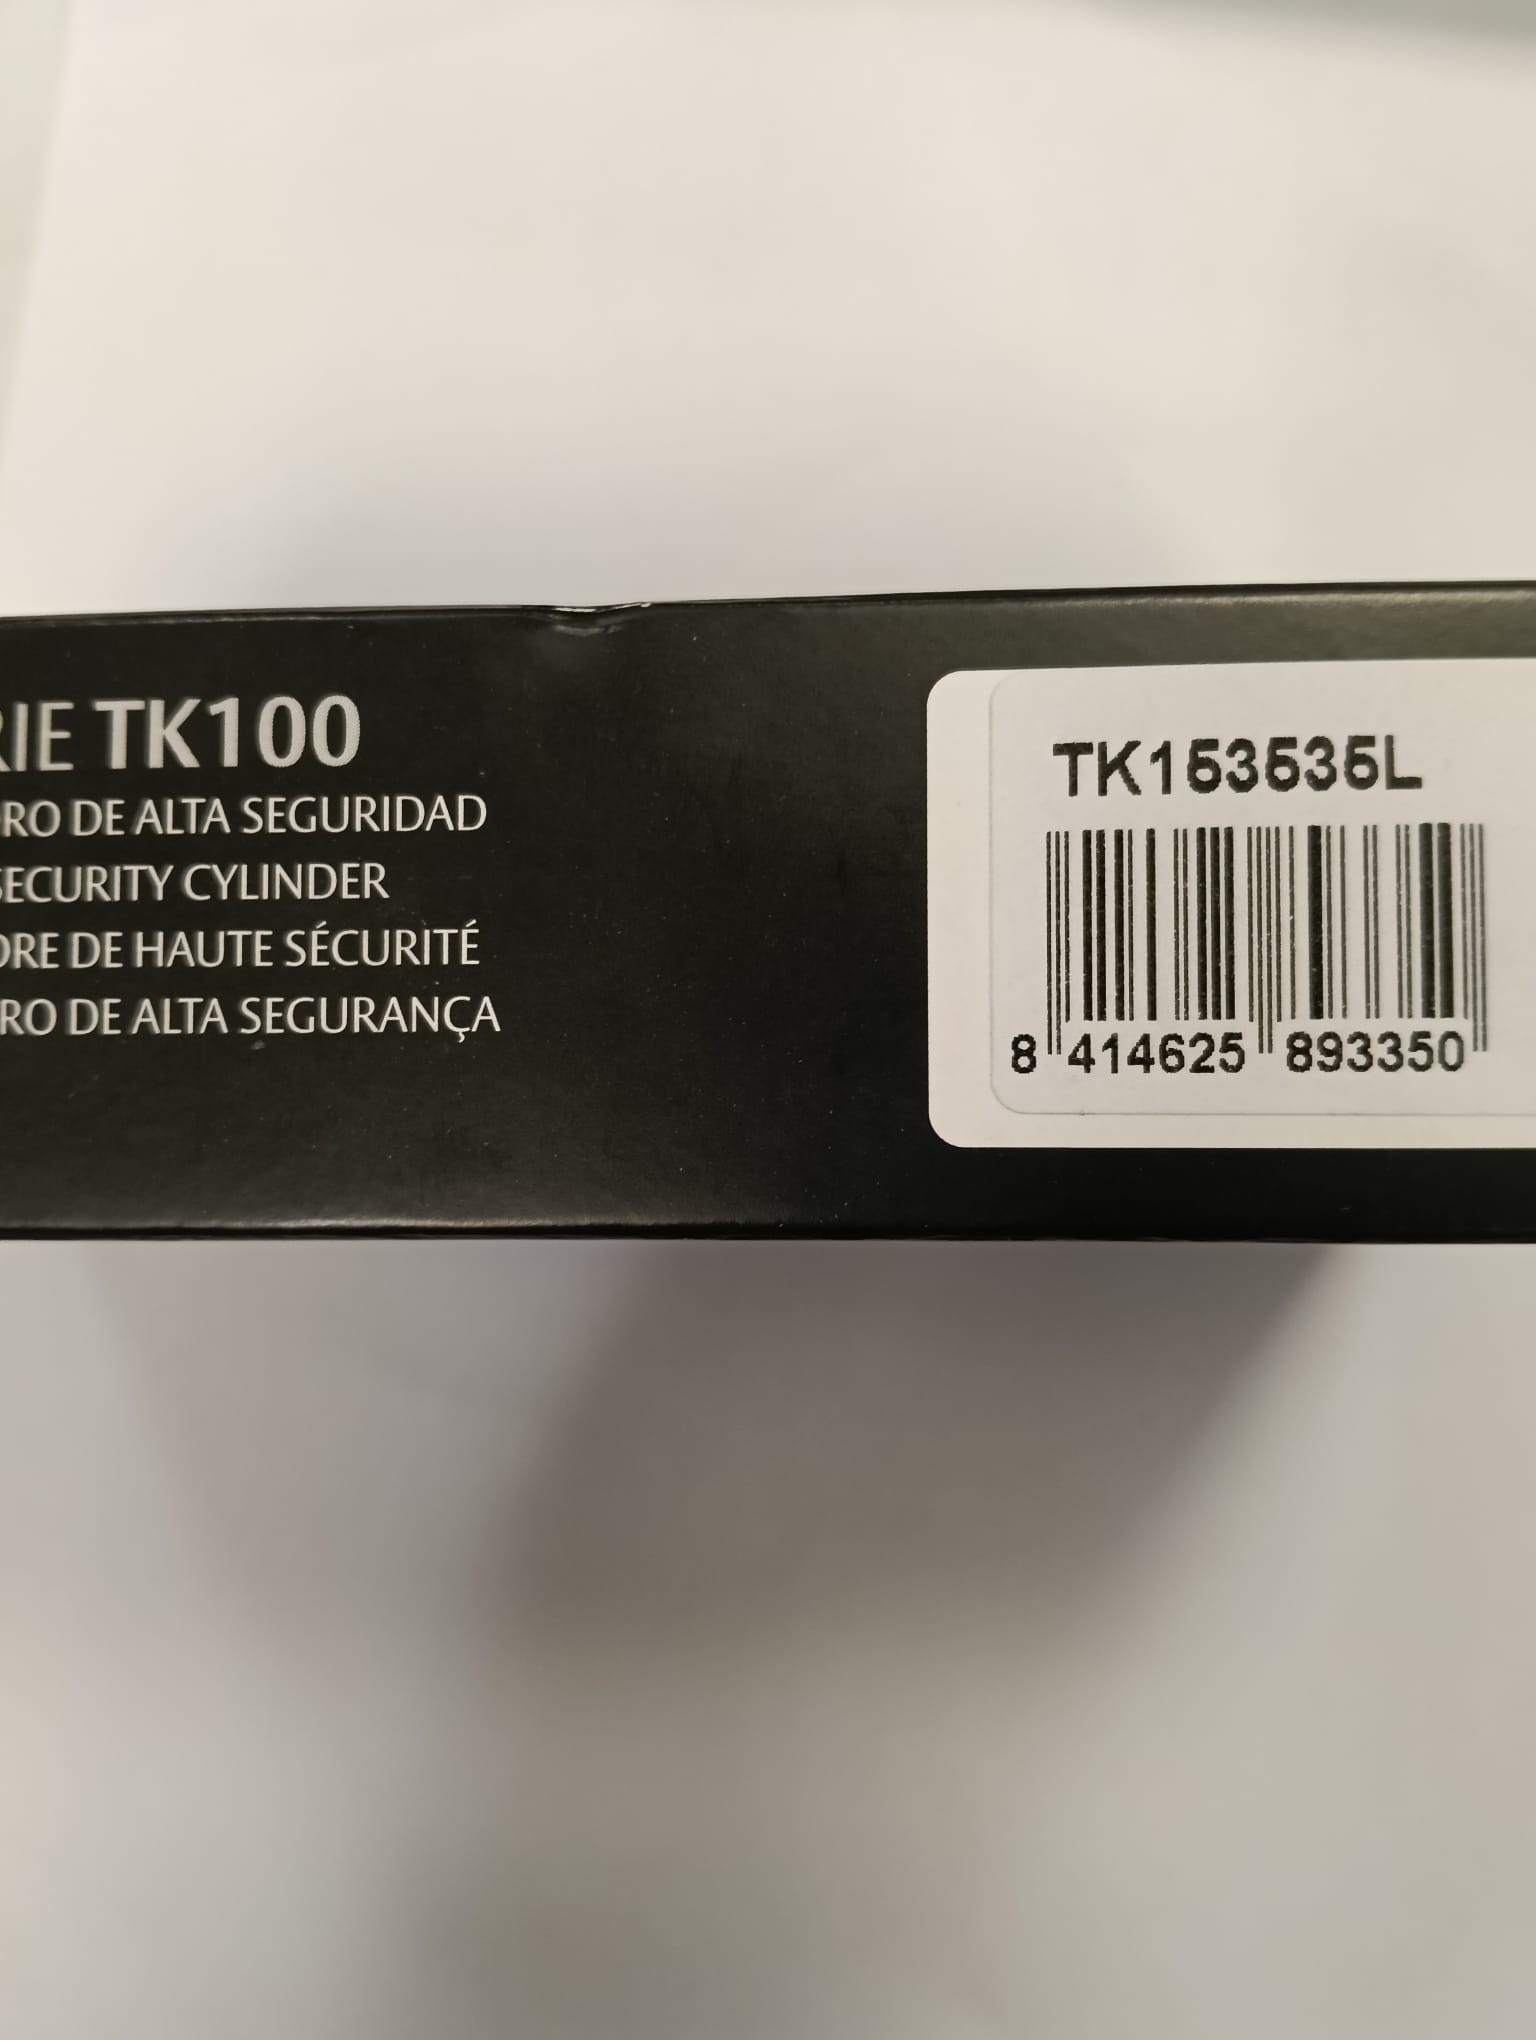 RIE TK100
RO DE ALTA SEGURIDAD
SECURITY CYLINDER
DRE DE HAUTE SÉCURITÉ
RO DE ALTA SEGURANÇA
TK153535L
8 414625 893350